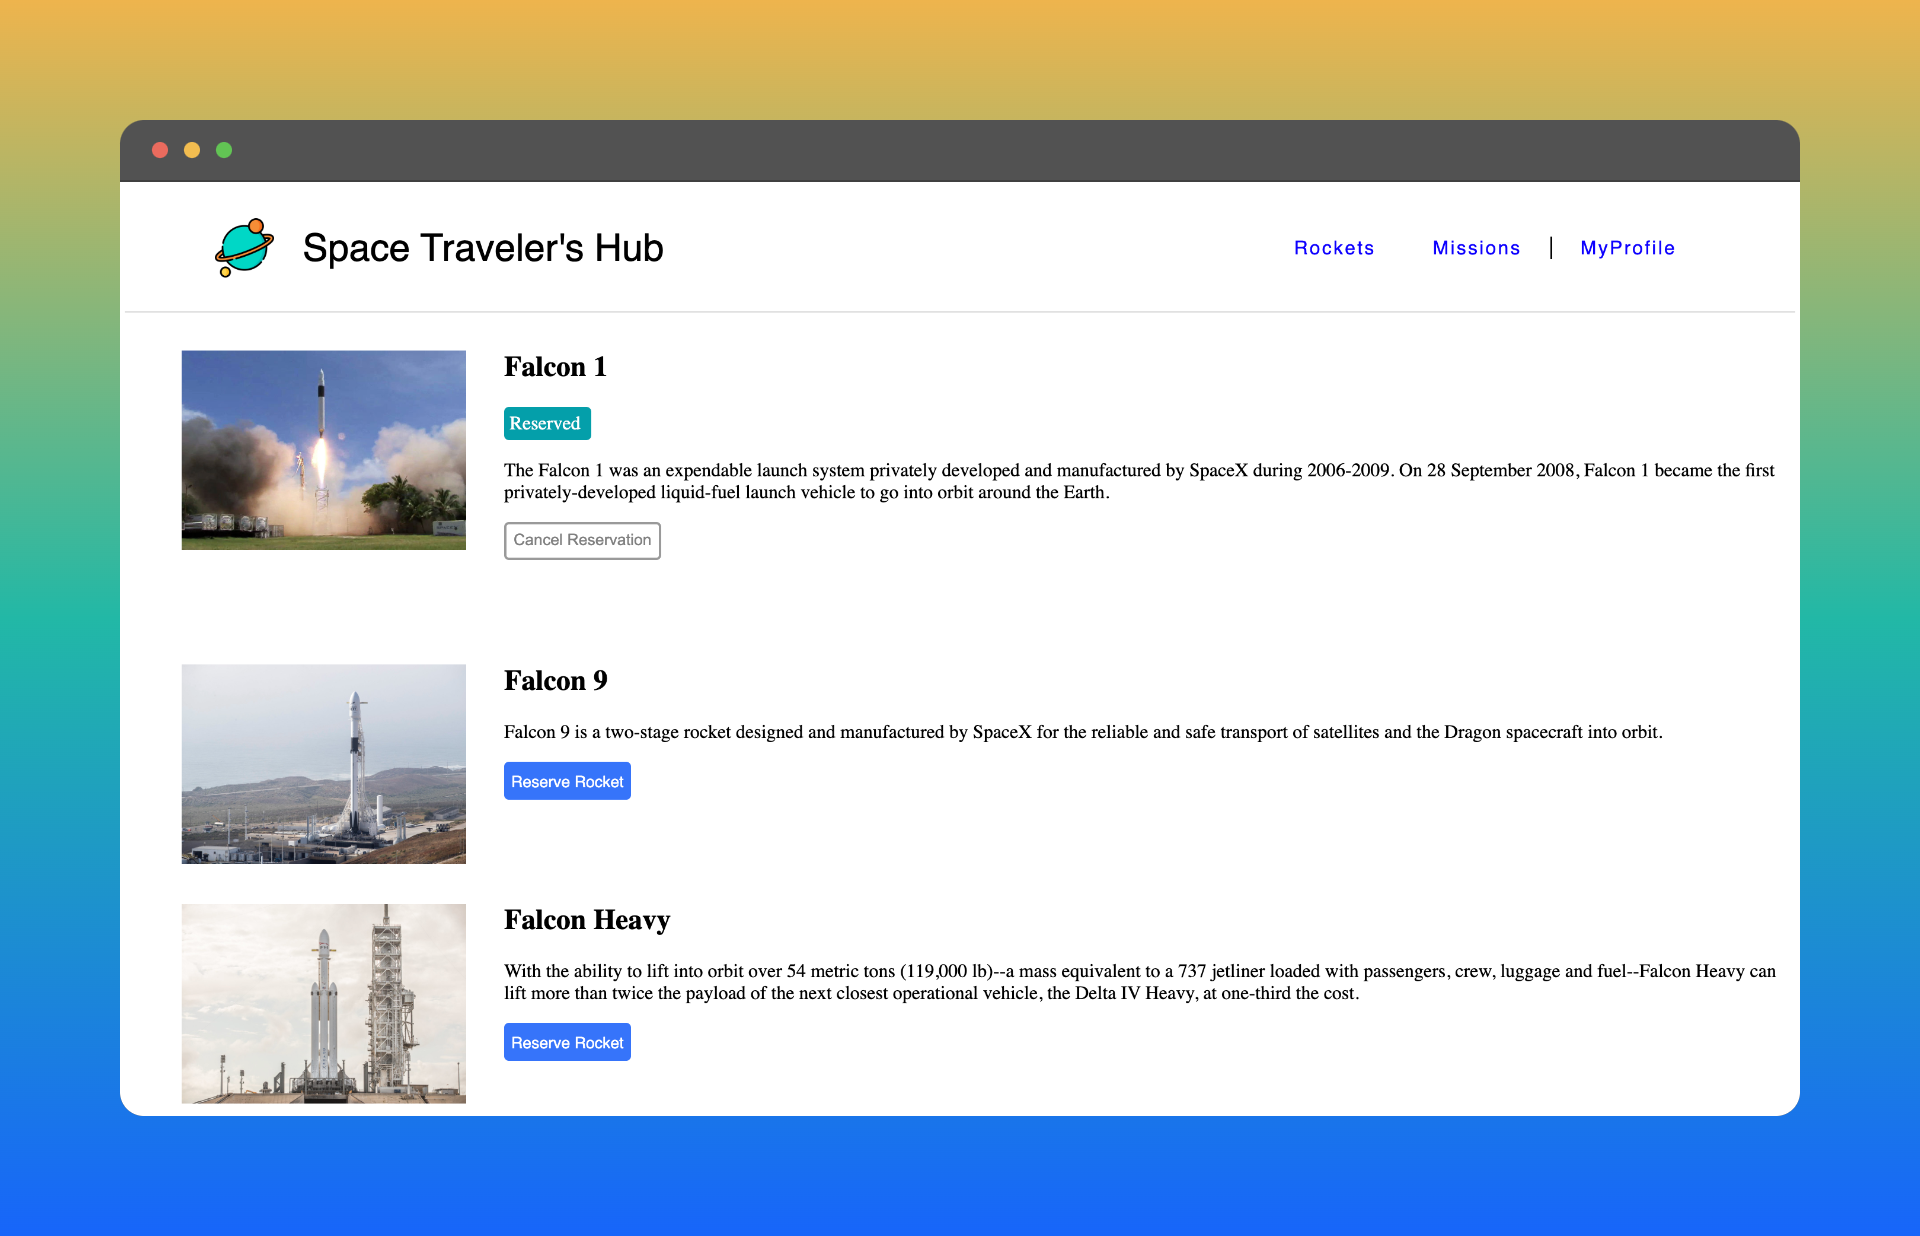 Space Traveler's Hub
Rockets Missions | MyProfile
Falcon 1
Reserved
The Falcon 1 was an expendable launch system privately developed and manufactured by SpaceX during 2006-2009. On 28 September 2008, Falcon 1 became the first
privately-developed liquid-fuel launch vehicle to go into orbit around the Earth.
Cancel Reservation
Falcon 9
Falcon 9 is a two-stage rocket designed and manufactured by SpaceX for the reliable and safe transport of satellites and the Dragon spacecraft into orbit.
Reserve Rocket
Falcon Heavy
With the ability to lift into orbit over 54 metric tons (119,000 lb)--a mass equivalent to a 737 jetliner loaded with passengers, crew, luggage and fuel--Falcon Heavy can
lift more than twice the payload of the next closest operational vehicle, the Delta IV Heavy, at one-third the cost.
Reserve Rocket